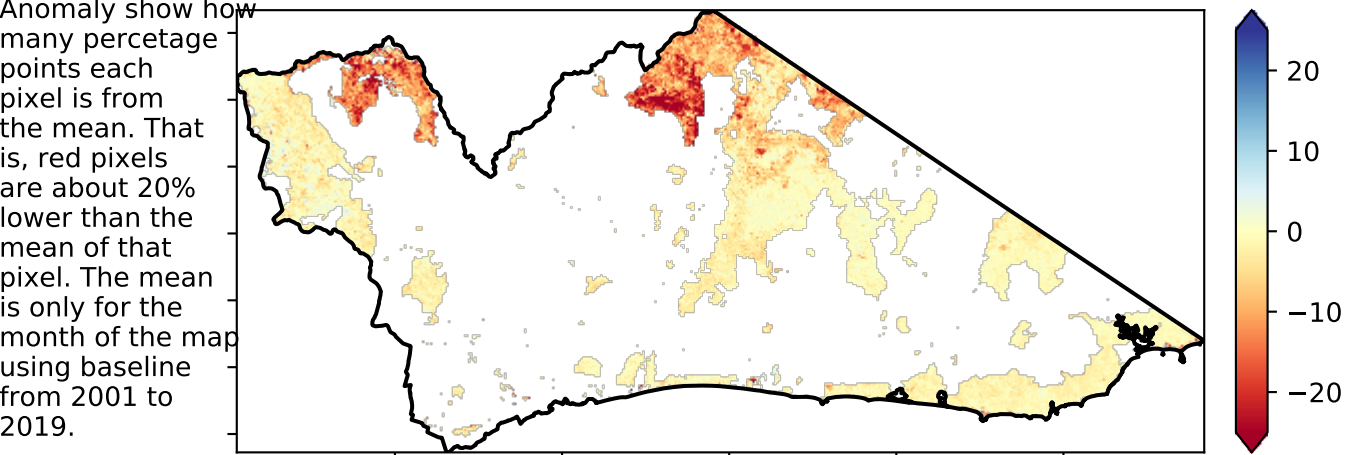 Anomaly show how
many percetage
points each
pixel is from
the mean. That
is, red pixels
are about 20%
lower than the
mean of that
pixel. The mean
is only for the
month of the map
using baseline
from 2001 to
2019.
20
10
0
−10
−20